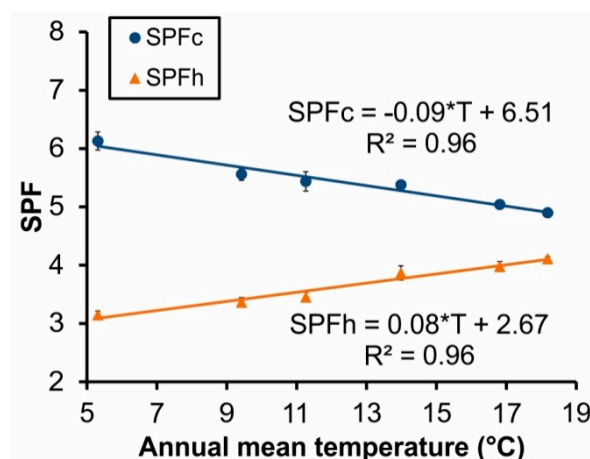 8
SPFc
SPFh
7
SPFc = -0.09*T + 6.51
R² = 0.96
6
SPF
5
4
3
SPFh = 0.08*T + 2.67
R² = 0.96
2
5 7 9 11 13 15 17 19
Annual mean temperature (°C)